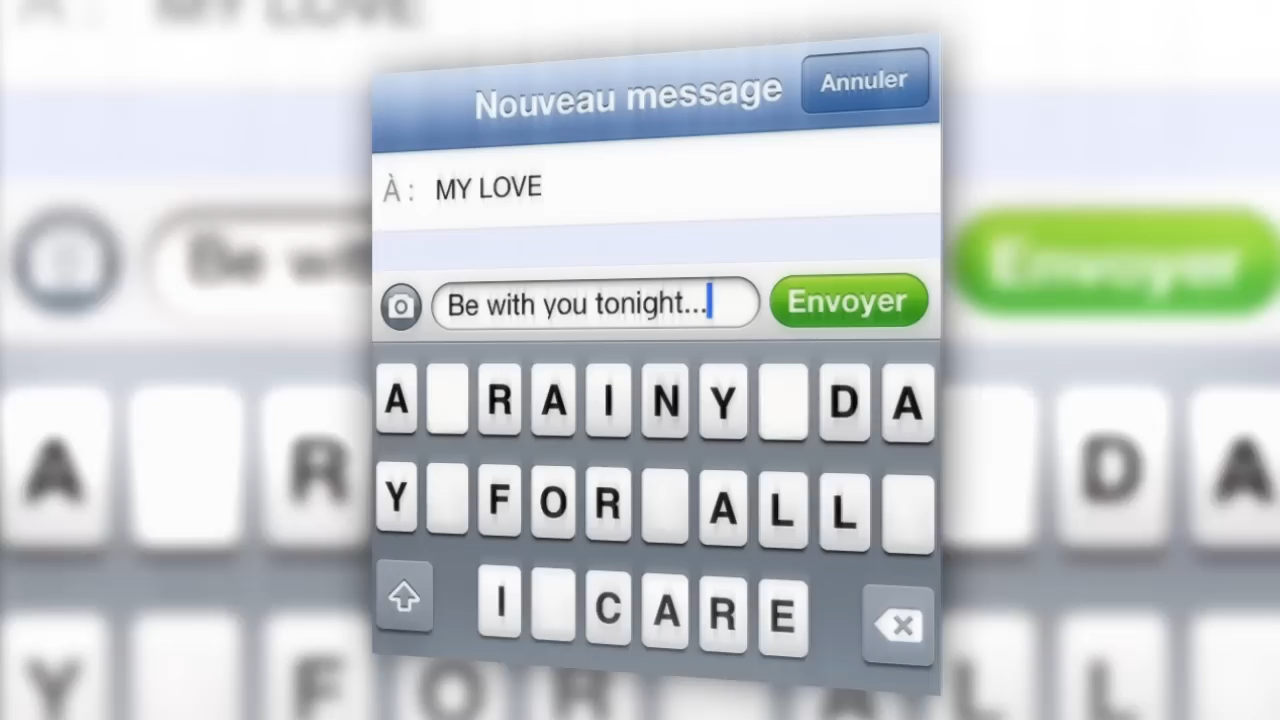 Nouveau message
Annuler
À : MY LOVE
Be with you tonight...
Envoyer
A RAINY DA
Y FOR ALL
I CARE